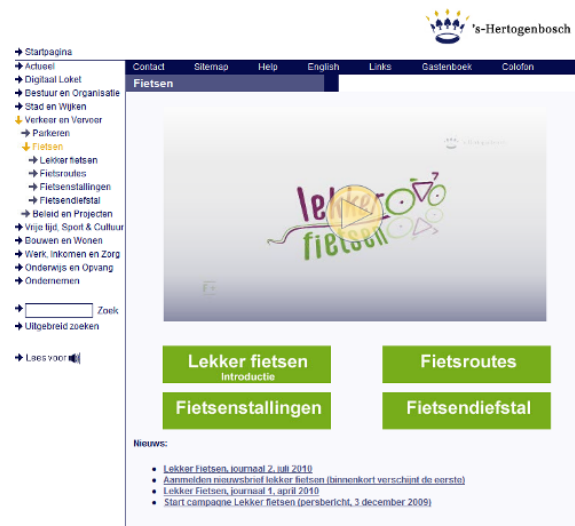 's-Hertogenbosch
Startpagina
Actueel
Digitaal Loket
Bestuur en Organisatie
Stad en Wijken
Verkeer en Vervoer
Parkeren
Fietsen
Lekker fietsen
Fietsroutes
Fietsenstallingen
Fietsendiefstal
Beleid en Projecten
Vrije tijd, Sport & Cultuur
Bouwen en Wonen
Werk, Inkomen en Zorg
Onderwijs en Opvang
Ondernemen
Zoek
Uitgebreid zoeken
Lees voor
Contact Sitemap Help English Links Gastenboek Colofon
Fietsen
lekker
fietsen
Lekker fietsen
Introductie
Fietsroutes
Fietsenstallingen
Fietsendiefstal
Nieuws:
Lekker Fietsen, journaal 2, juli 2010
Aanmelden nieuwsbrief lekker fietsen (binnenkort verschijnt de eerste)
Lekker Fietsen, journaal 1, april 2010
Start campagne Lekker fietsen (persbericht, 3 december 2009)